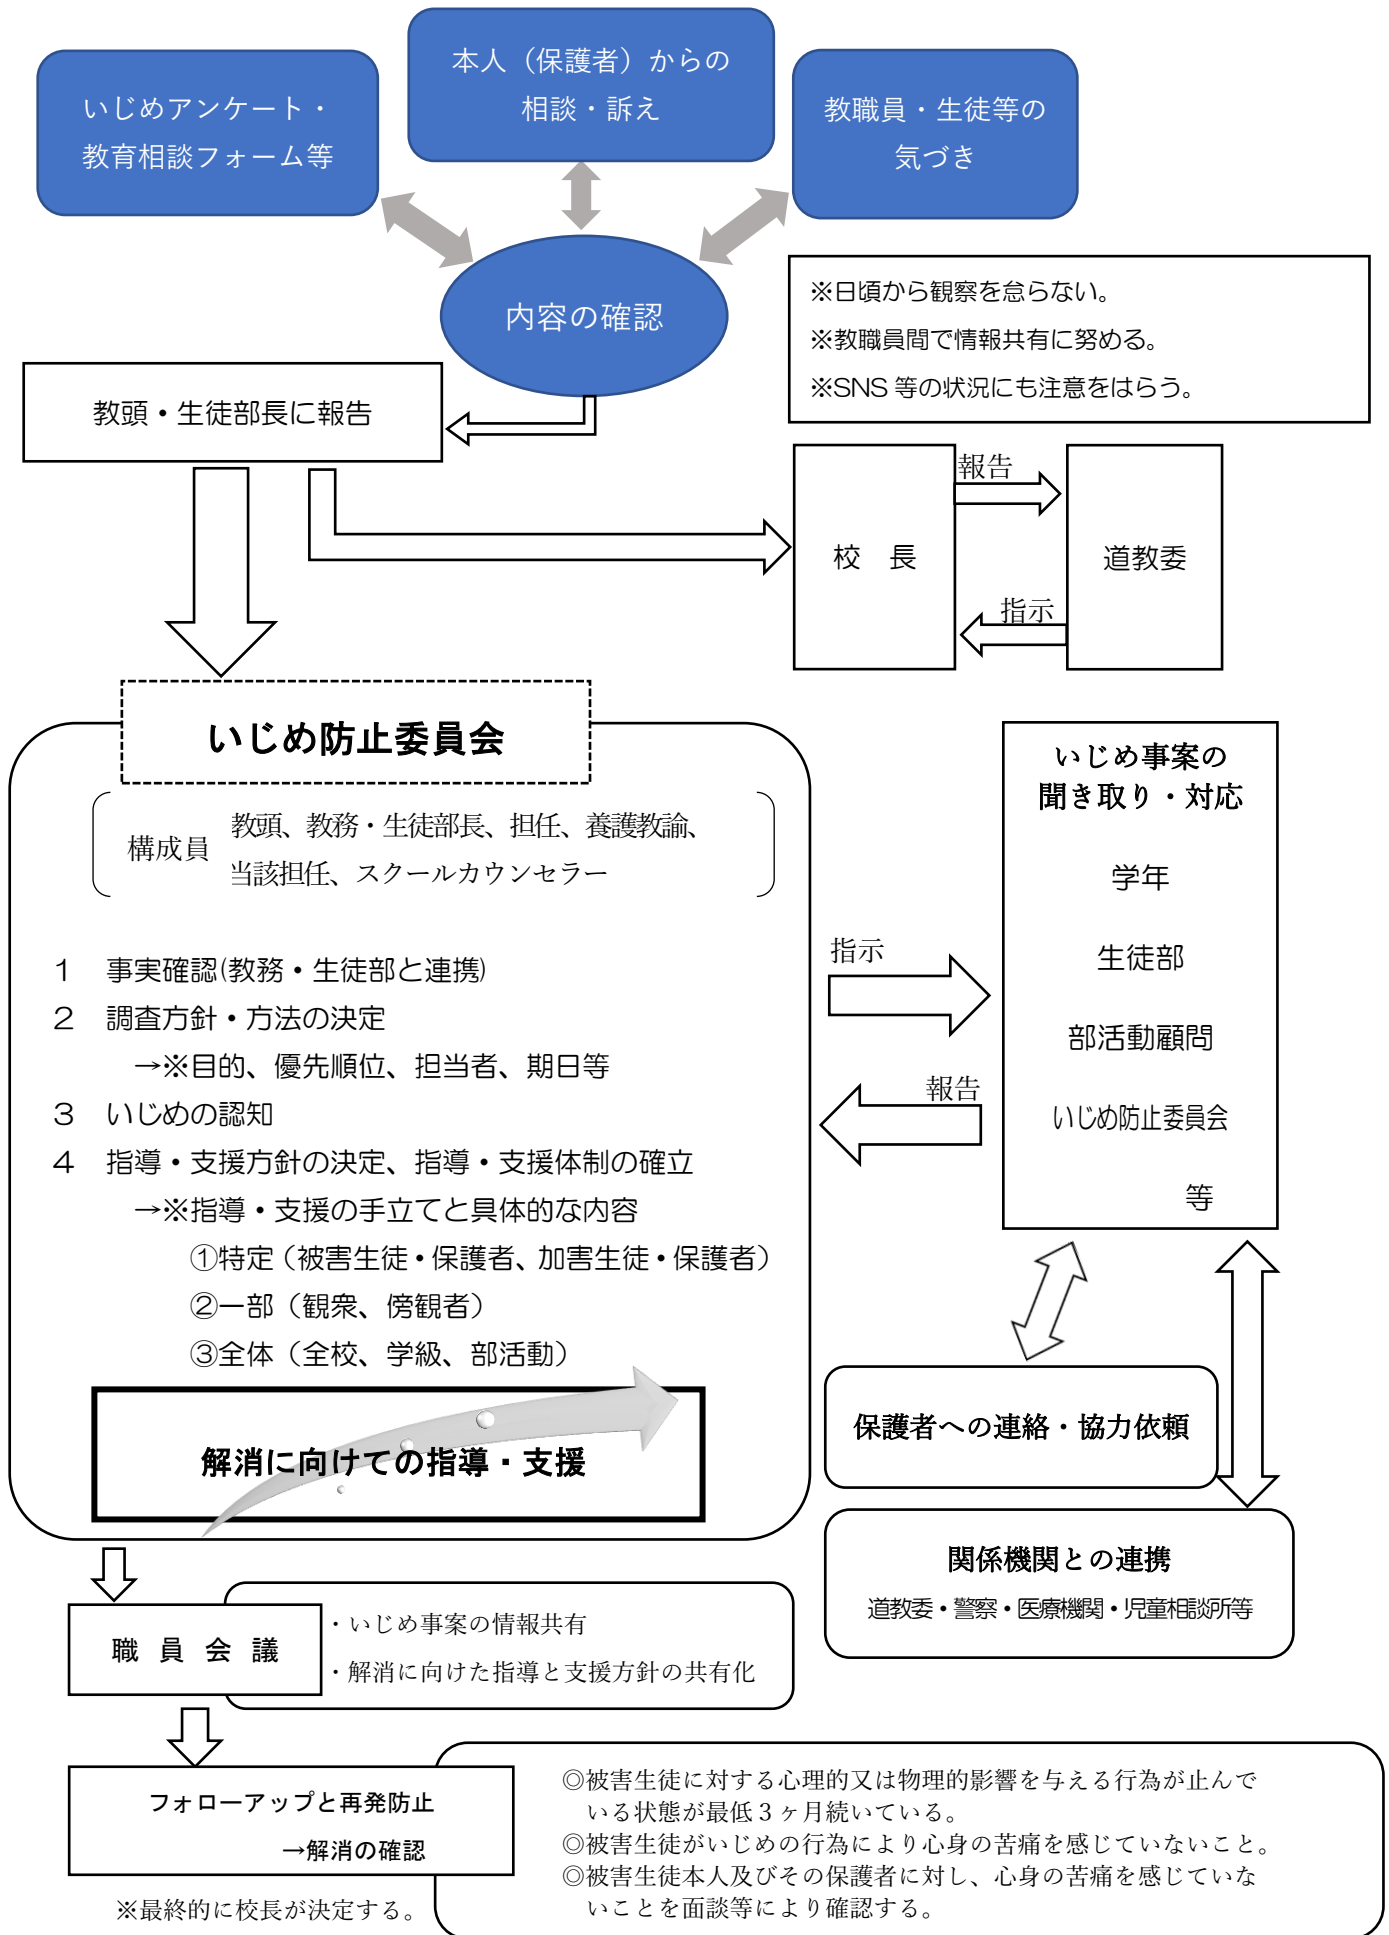 本人（保護者）からの
相談・訴え
いじめアンケート・
教育相談フォーム等
教職員・生徒等の
気づき
内容の確認
※日頃から観察を怠らない。
※教職員間で情報共有に努める。
※SNS 等の状況にも注意をはらう。
教頭・生徒部長に報告
報告
校　長
道教委
指示
いじめ防止委員会
構成員
教頭、教務・生徒部長、担任、養護教諭、
当該担任、スクールカウンセラー
１　事実確認(教務・生徒部と連携)
２　調査方針・方法の決定
→※目的、優先順位、担当者、期日等
３　いじめの認知
４　指導・支援方針の決定、指導・支援体制の確立
→※指導・支援の手立てと具体的な内容
①特定（被害生徒・保護者、加害生徒・保護者）
②一部（観衆、傍観者）
③全体（全校、学級、部活動）
解消に向けての指導・支援
指示
報告
いじめ事案の
聞き取り・対応
学年
生徒部
部活動顧問
いじめ防止委員会
等
保護者への連絡・協力依頼
関係機関との連携
道教委・警察・医療機関・児童相談所等
職　員　会　議
・いじめ事案の情報共有
・解消に向けた指導と支援方針の共有化
フォローアップと再発防止
→解消の確認
※最終的に校長が決定する。
◎被害生徒に対する心理的又は物理的影響を与える行為が止んで
いる状態が最低３ヶ月続いている。
◎被害生徒がいじめの行為により心身の苦痛を感じていないこと。
◎被害生徒本人及びその保護者に対し、心身の苦痛を感じていな
いことを面談等により確認する。